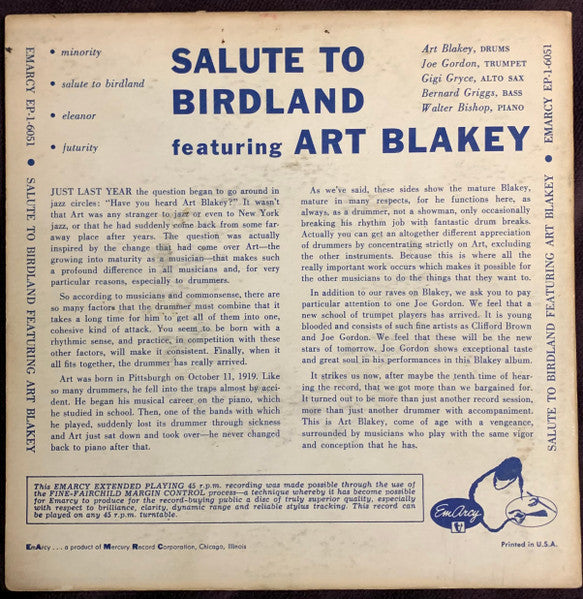 EMARCY EP-1-6051 • SALUTE TO BIRDLAND FEATURING ART BLAKEY
• minority
• salute to birdland
• eleanor
• futurity
SALUTE TO
BIRDLAND
featuring ART BLAKEY
Art Blakey, DRUMS
Joe Gordon, TRUMPET
Gigi Gryce, ALTO SAX
Bernard Griggs, BASS
Walter Bishop, PIANO
JUST LAST YEAR the question began to go around in
jazz circles: "Have you heard Art Blakey?" It wasn't
that Art was any stranger to jazz or even to New York
jazz, or that he had suddenly come back from some far-
away place after years. The question was actually
inspired by the change that had come over Art—the
growing into maturity as a musician—that makes such
a profound difference in all musicians and, for very
particular reasons, especially to drummers.
So according to musicians and commonsense, there are
so many factors that the drummer must combine that it
takes a long time for him to get all of them into one,
cohesive kind of attack. You seem to be born with a
rhythmic sense, and practice, in competition with these
other factors, will make it consistent. Finally, when it
all fits together, the drummer has really arrived.
Art was born in Pittsburgh on October 11, 1919. Like
so many drummers, he fell into the traps almost by acci-
dent. He began his musical career on the piano, which
he studied in school. Then, one of the bands with which
he played, suddenly lost its drummer through sickness
and Art just sat down and took over—he never changed
back to piano after that.
As we've said, these sides show the mature Blakey,
mature in many respects, for he functions here, as
always, as a drummer, not a showman, only occasionally
breaking his rhythm job with fantastic drum breaks.
Actually you can get an altogether different appreciation
of drummers by concentrating strictly on Art, excluding
the other instruments. Because this is where all the
really important work occurs which makes it possible for
the other musicians to do the things that they want to.
In addition to our raves on Blakey, we ask you to pay
particular attention to one Joe Gordon. We feel that a
new school of trumpet players has arrived. It is young
blooded and consists of such fine artists as Clifford Brown
and Joe Gordon. We feel that these will be the new
stars of tomorrow. Joe Gordon shows exceptional taste
and great soul in his performances in this Blakey album.
It strikes us now, after maybe the tenth time of hear-
ing the record, that we got more than we bargained for.
It turned out to be more than just another record session,
more than just another drummer with accompaniment.
This is Art Blakey, come of age with a vengeance,
surrounded by musicians who play with the same vigor
and conception that he has.
EMARCY EP-1-6051 • SALUTE TO BIRDLAND FEATURING ART BLAKEY
This EMARCY EXTENDED PLAYING 45 r.p.m. recording was made possible through the use of
the FINE-FAIRCHILD MARGIN CONTROL process—a technique whereby it has become possible
for Emarcy to produce for the record-buying public a disc of truly superior quality, especially
with respect to brilliance, clarity, dynamic range and reliable stylus tracking. This record can
be played on any 45 r.p.m. turntable.
EmArcy
EmArcy . . . a product of Mercury Record Corporation, Chicago, Illinois
Printed in U.S.A.